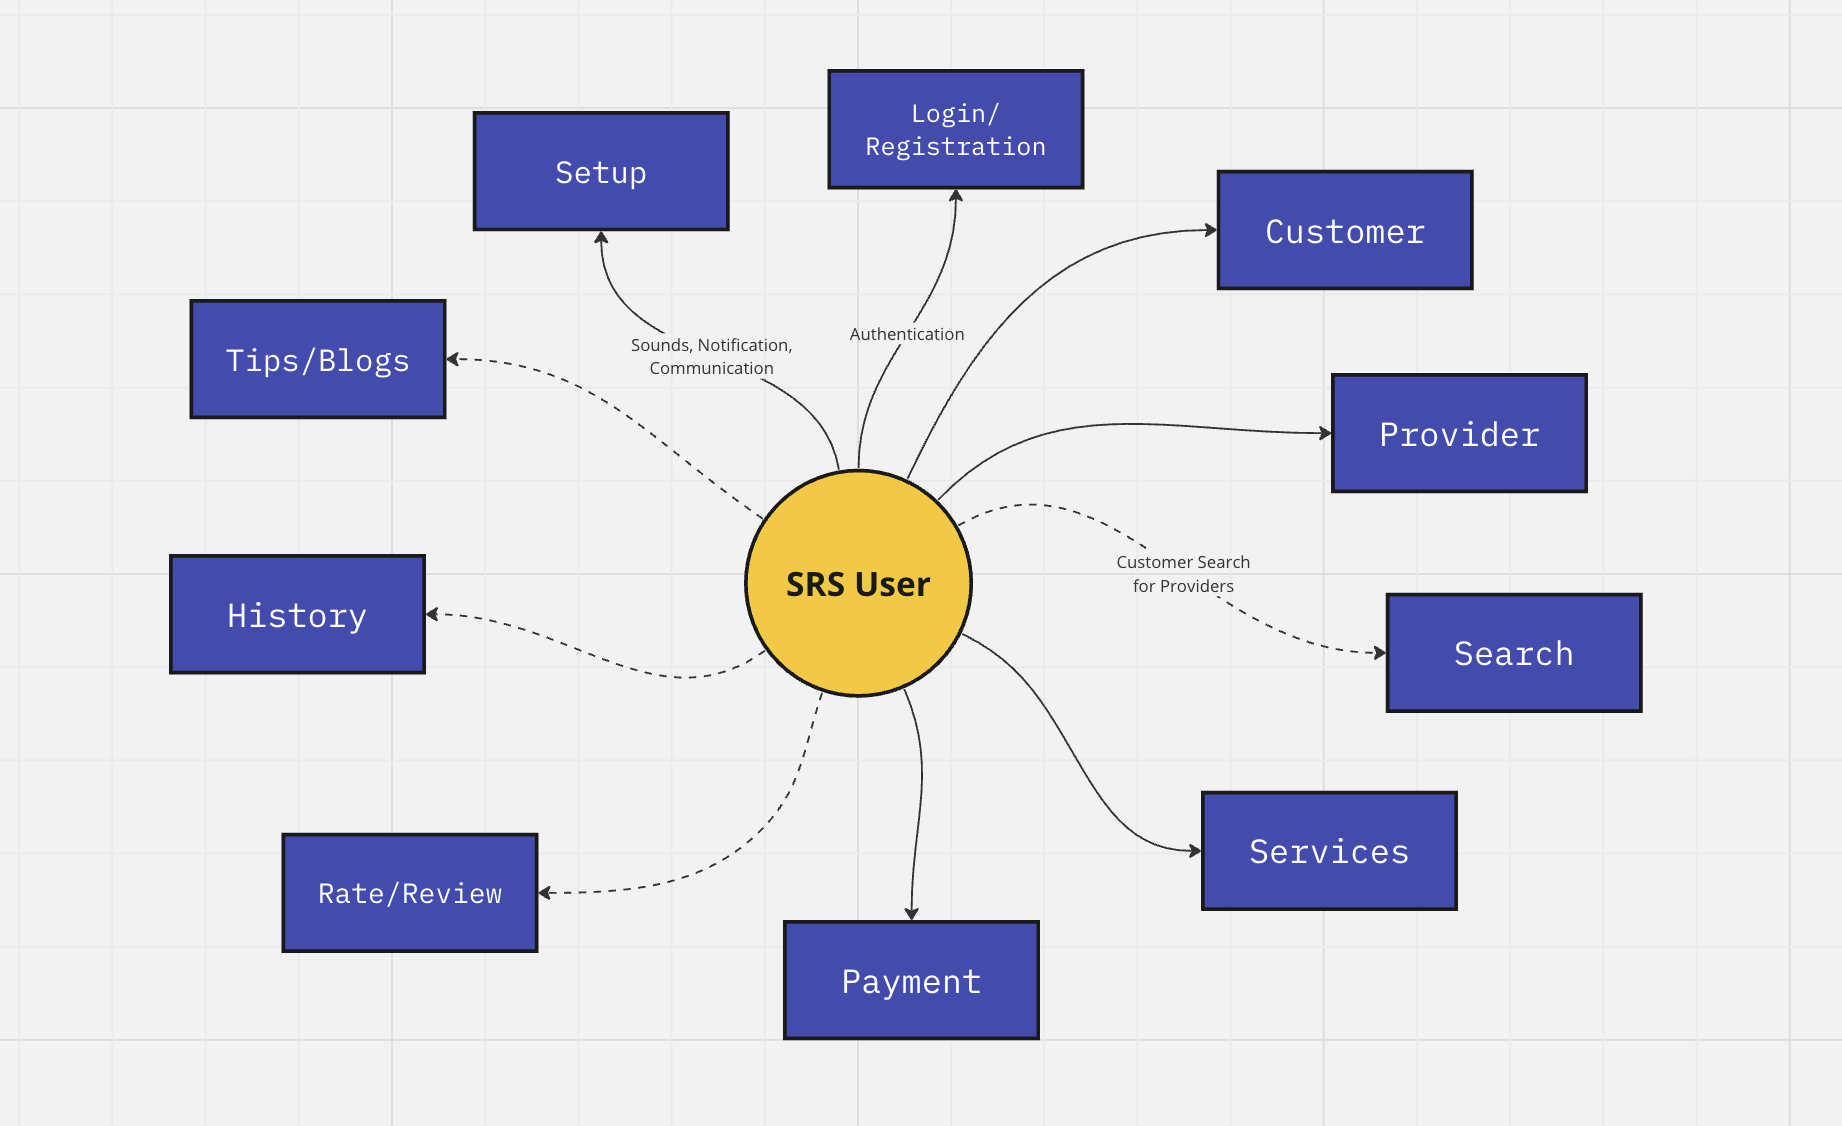 Login/
Registration
Setup
Customer
Authentication
Sounds, Notification,
Communication
Tips/Blogs
Provider
Customer Search
for Providers
SRS User
History
Search
Services
Rate/Review
Payment